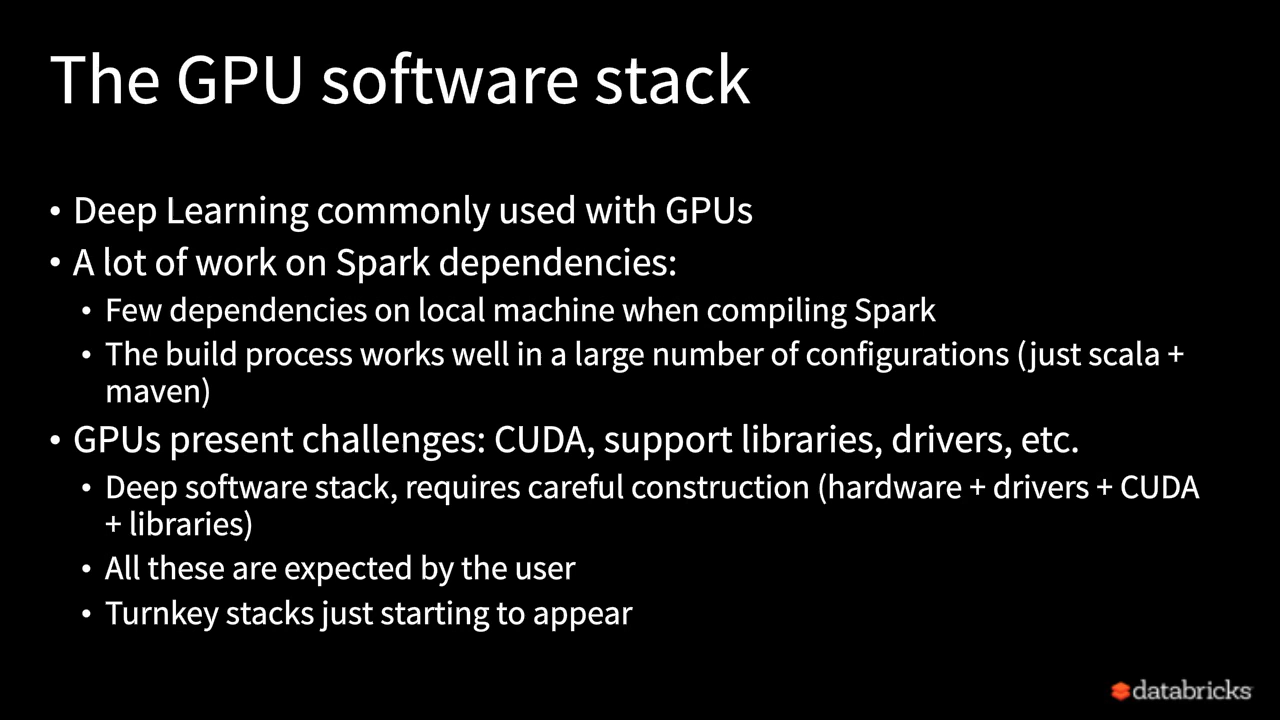 The GPU software stack
• Deep Learning commonly used with GPUs
• A lot of work on Spark dependencies:
• Few dependencies on local machine when compiling Spark
• The build process works well in a large number of configurations (just scala +
maven)
• GPUs present challenges: CUDA, support libraries, drivers, etc.
• Deep software stack, requires careful construction (hardware + drivers + CUDA
+ libraries)
• All these are expected by the user
• Turnkey stacks just starting to appear
databricks